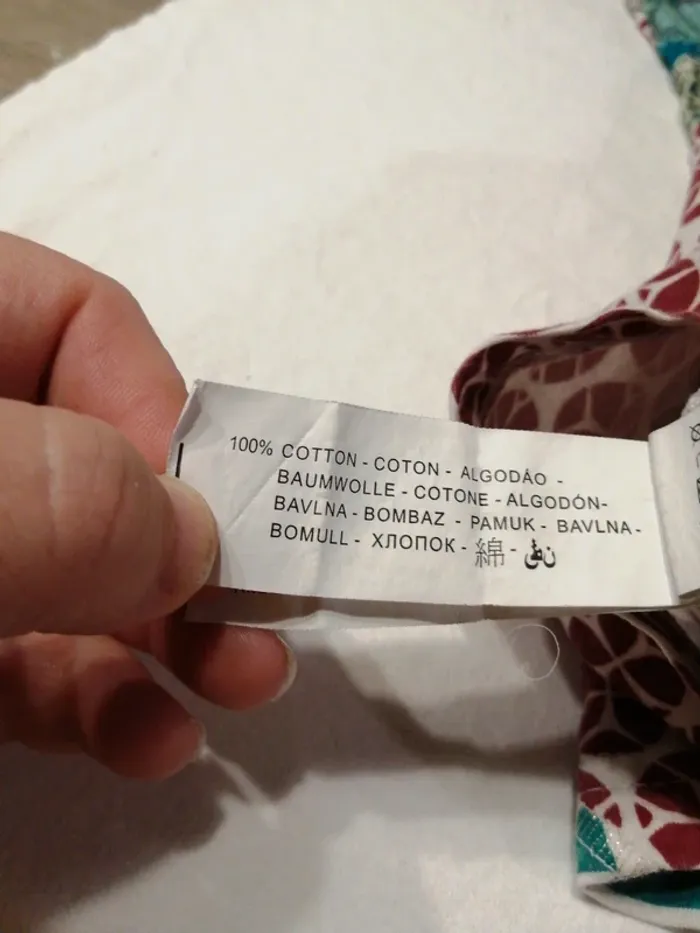 100% COTTON - COTON - ALGODÃO -
BAUMWOLLE - COTONE - ALGODÓN-
BAVLNA - BOMBAZ - PAMUK - BAVLNA-
BOMULL - ХЛОПОК - 綿 - قطن